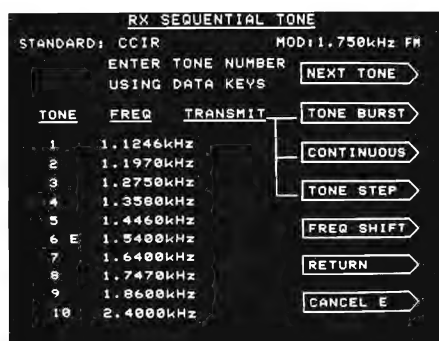 RX SEQUENTIAL TONE
STANDARD: CCIR MOD:1.750kHz FM
ENTER TONE NUMBER
USING DATA KEYS
NEXT TONE
TONE FREQ TRANSMIT TONE BURST
1 1.1246kHz
2 1.1970kHz CONTINUOUS
3 1.2750kHz TONE STEP
4 1.3580kHz
5 1.4460kHz FREQ SHIFT
6 E 1.5400kHz
7 1.6400kHz RETURN
8 1.7470kHz
9 1.8600kHz CANCEL E
10 2.4000kHz